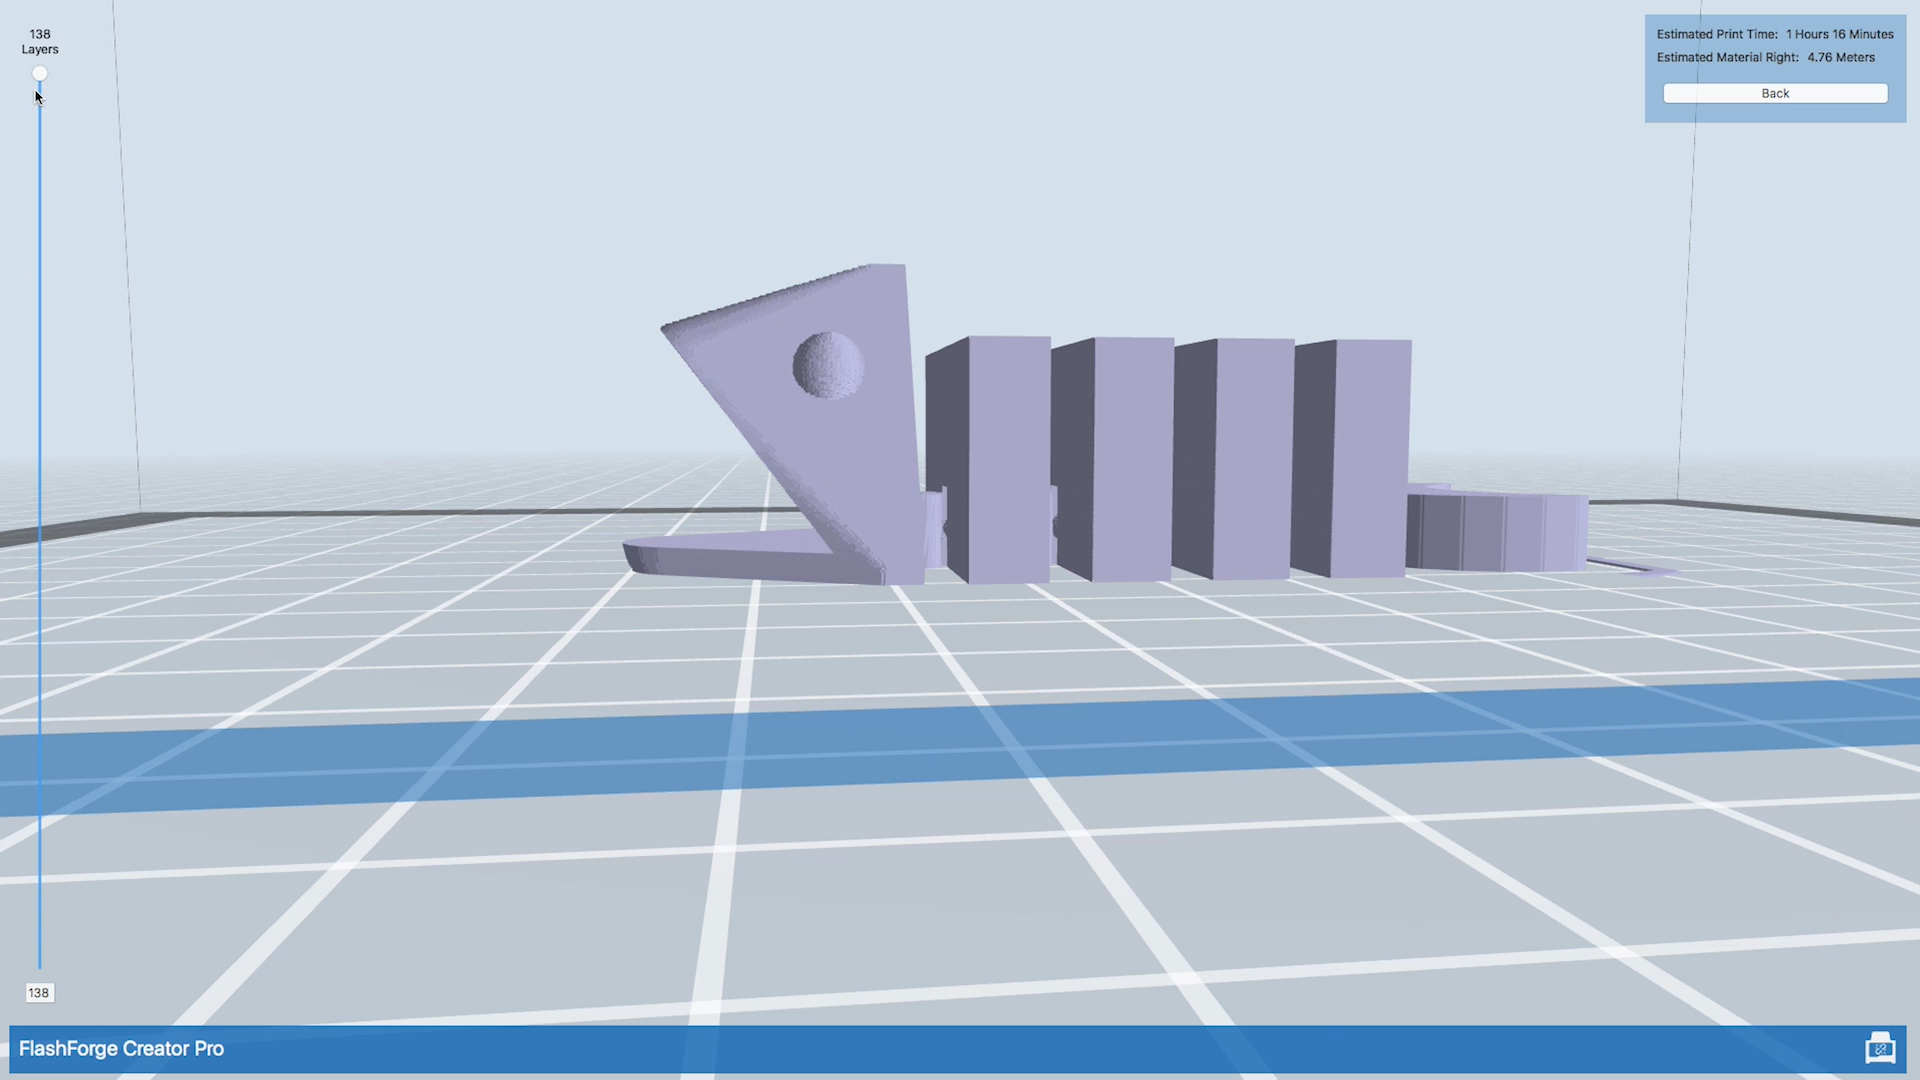 138
Layers
Estimated Print Time: 1 Hours 16 Minutes
Estimated Material Right: 4.76 Meters
Back
138
FlashForge Creator Pro